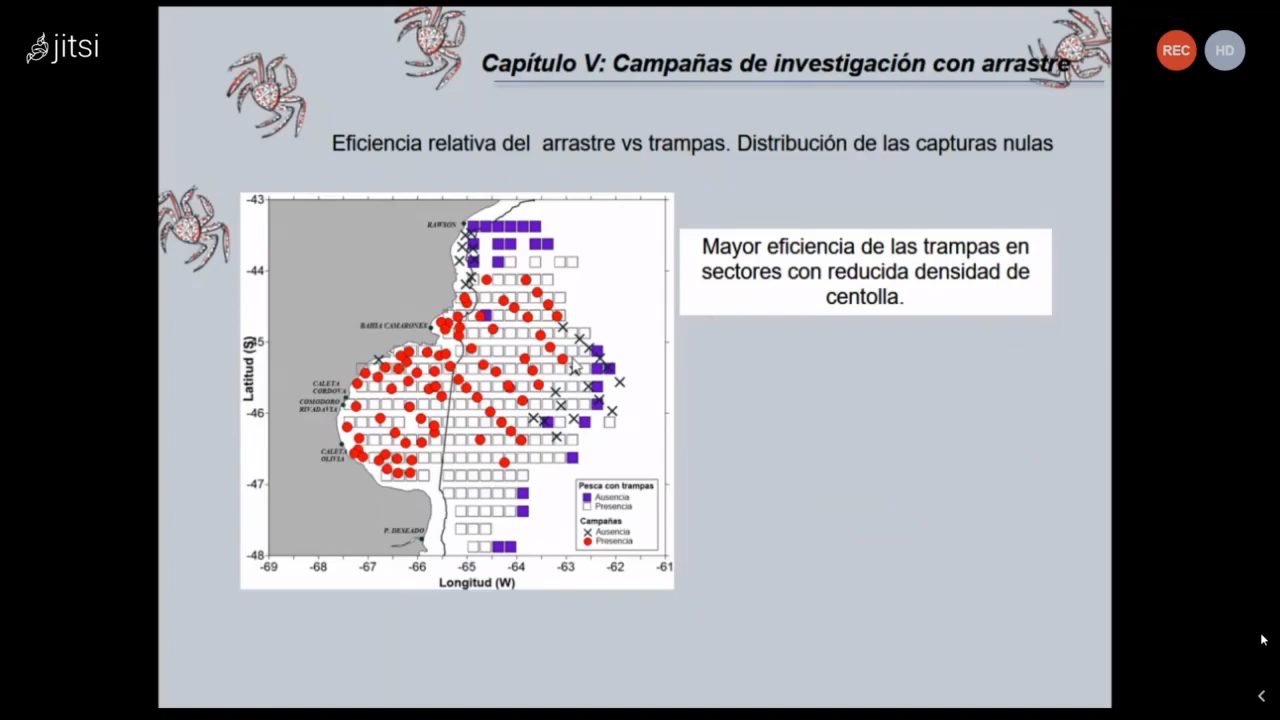 jitsi
REC
HD
Capítulo V: Campañas de investigación con arrastre
Eficiencia relativa del arrastre vs trampas. Distribución de las capturas nulas
Mayor eficiencia de las trampas en
sectores con reducida densidad de
centolla.
-43
RAWSON
-44
BAHIA CAMARONES
-45
CALETA
CORDOVA
COMODORO
RIVADAVIA
-46
CALETA
OLIVIA
-47
P. DESEADO
-48
Latitud (S)
-69 -68 -67 -66 -65 -64 -63 -62 -61
Longitud (W)
Pesca con trampas
Ausencia
Presencia
Campañas
Ausencia
Presencia